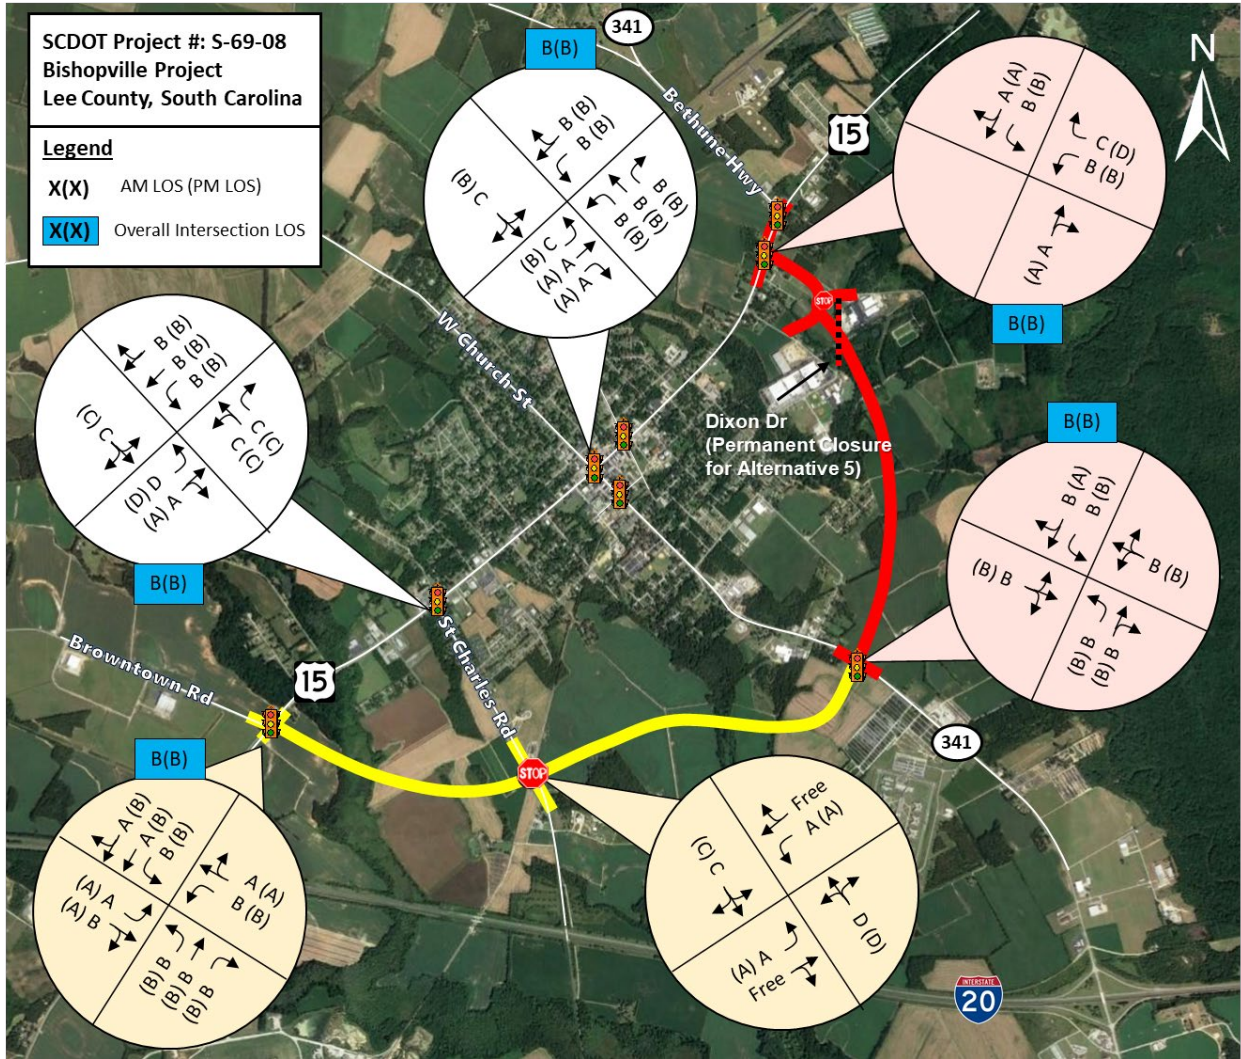 SCDOT Project #: S-69-08
Bishopville Project
Lee County, South Carolina
Legend
X(X) AM LOS (PM LOS)
X(X) Overall Intersection LOS
B(B)
B (B)
B (B)
(B) C
B (B)
B (B)
B (B)
(B) C
(A) A
(A) A
341
Bethune Hwy
15
A (A)
B (B)
C (D)
B (B)
(A) A
B(B)
STOP
W Church St
Dixon Dr
(Permanent Closure
for Alternative 5)
B (B)
B (B)
B (B)
(C) C
C (C)
C (C)
(D) D
(A) A
B(B)
B(B)
B (A)
B (B)
(B) B
B (B)
(B) B
(B) B
St Charles Rd
Browntown Rd
15
STOP
341
B(B)
A (B)
A (B)
B (B)
(A) A
(A) B
A (A)
B (B)
(B) B
(B) B
(B) B
Free
A (A)
(C) C
D (D)
(A) A
Free
INTERSTATE
20
N